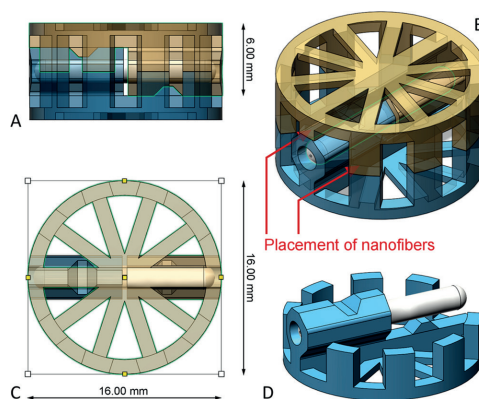 A
6.00 mm
B
Placement of nanofibers
C
16.00 mm
16.00 mm
D